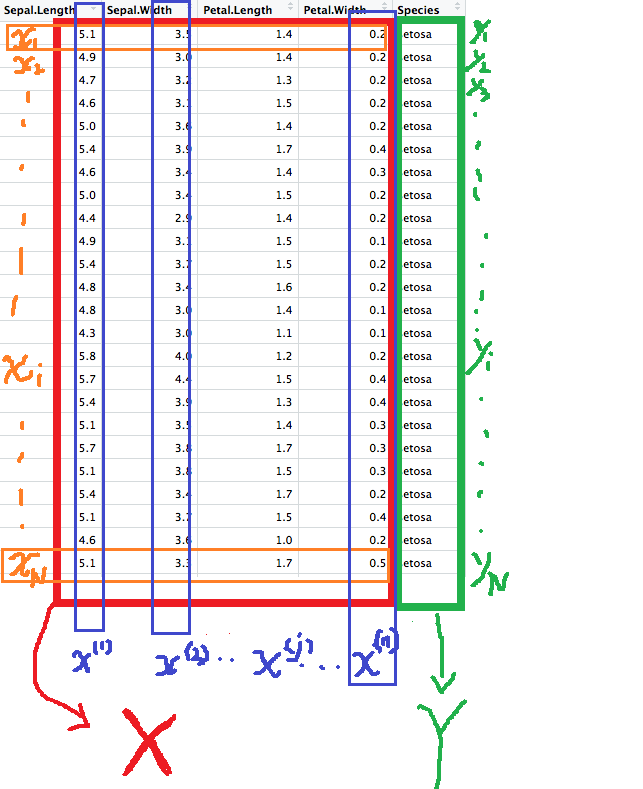 Sepal.Length Sepal.Width Petal.Length Petal.Width Species
x₁ 5.1 3.5 1.4 0.2 etosa y₁
x₂ 4.9 3.0 1.4 0.2 etosa y₂
4.7 3.2 1.3 0.2 etosa y₃
4.6 3.1 1.5 0.2 etosa
5.0 3.6 1.4 0.2 etosa
5.4 3.9 1.7 0.4 etosa
4.6 3.4 1.4 0.3 etosa
5.0 3.4 1.5 0.2 etosa
4.4 2.9 1.4 0.2 etosa
4.9 3.1 1.5 0.1 etosa
5.4 3.7 1.5 0.2 etosa
4.8 3.4 1.6 0.2 etosa
4.8 3.0 1.4 0.1 etosa
4.3 3.0 1.1 0.1 etosa
xᵢ 5.8 4.0 1.2 0.2 etosa yᵢ
5.7 4.4 1.5 0.4 etosa
5.4 3.9 1.3 0.4 etosa
5.1 3.5 1.4 0.3 etosa
5.7 3.8 1.7 0.3 etosa
5.1 3.8 1.5 0.3 etosa
5.4 3.4 1.7 0.2 etosa
5.1 3.7 1.5 0.4 etosa
4.6 3.6 1.0 0.2 etosa
x_N 5.1 3.3 1.7 0.5 etosa y_N
x⁽¹⁾ x⁽²⁾ .. x⁽ʲ⁾ .. x⁽ⁿ⁾
X Y